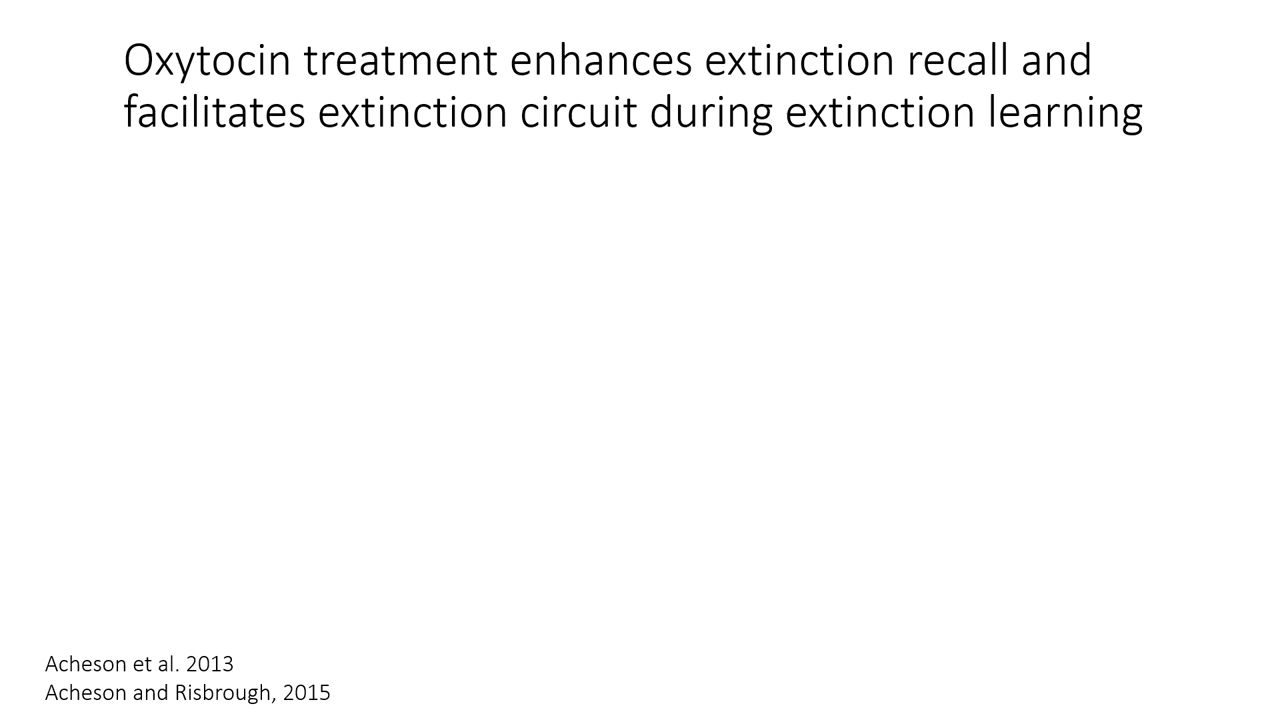 Oxytocin treatment enhances extinction recall and
facilitates extinction circuit during extinction learning
Acheson et al. 2013
Acheson and Risbrough, 2015